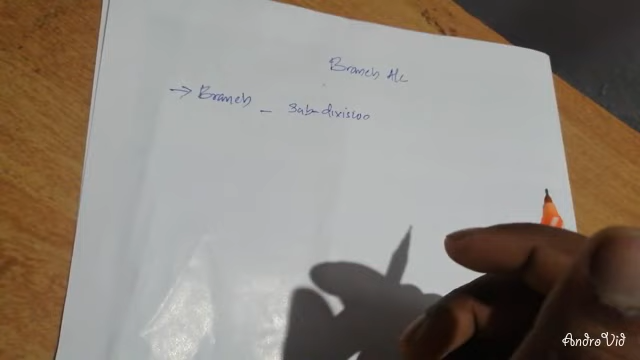 Branch A/c
→ Branch - Sub-division
AndroVid